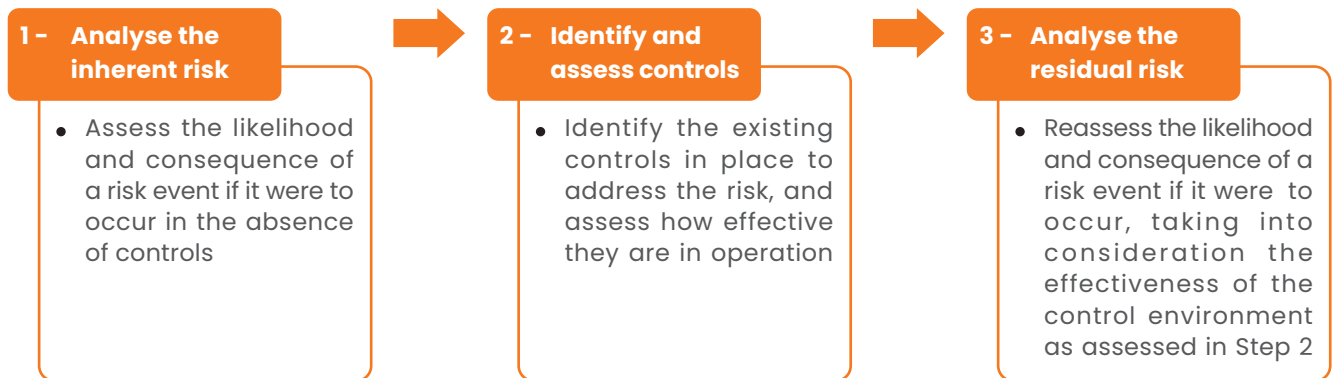 1 - Analyse the
inherent risk
• Assess the likelihood
and consequence of
a risk event if it were to
occur in the absence
of controls
2 - Identify and
assess controls
• Identify the existing
controls in place to
address the risk, and
assess how effective
they are in operation
3 - Analyse the
residual risk
• Reassess the likelihood
and consequence of a
risk event if it were to
occur, taking into
consideration the
effectiveness of the
control environment
as assessed in Step 2